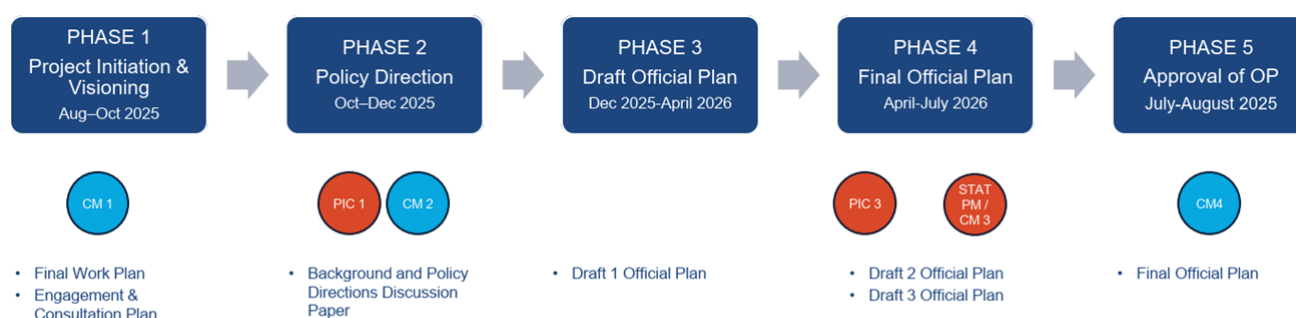 PHASE 1
Project Initiation &
Visioning
Aug–Oct 2025
PHASE 2
Policy Direction
Oct–Dec 2025
PHASE 3
Draft Official Plan
Dec 2025-April 2026
PHASE 4
Final Official Plan
April-July 2026
PHASE 5
Approval of OP
July-August 2025
CM 1
PIC 1
CM 2
PIC 3
STAT
PM /
CM 3
CM4
• Final Work Plan
• Engagement &
Consultation Plan
• Background and Policy
Directions Discussion
Paper
• Draft 1 Official Plan
• Draft 2 Official Plan
• Draft 3 Official Plan
• Final Official Plan